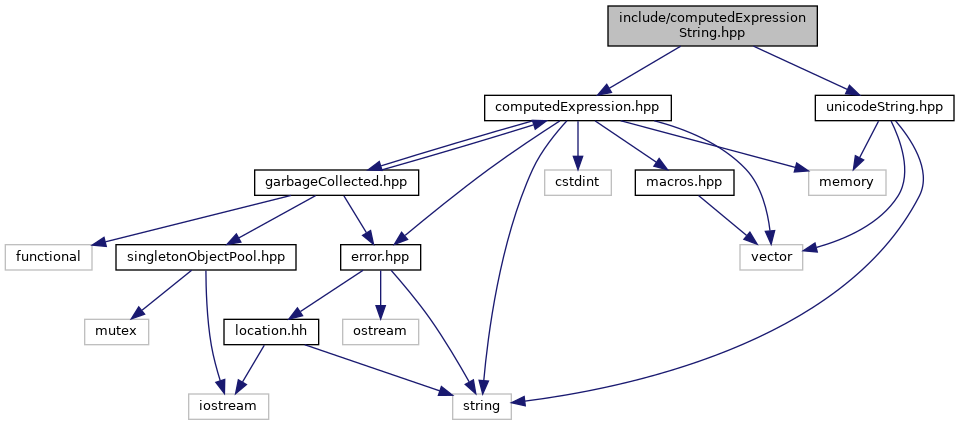 include/computedExpression
String.hpp
computedExpression.hpp
unicodeString.hpp
garbageCollected.hpp
cstdint
macros.hpp
memory
functional
singletonObjectPool.hpp
error.hpp
vector
mutex
location.hh
ostream
iostream
string